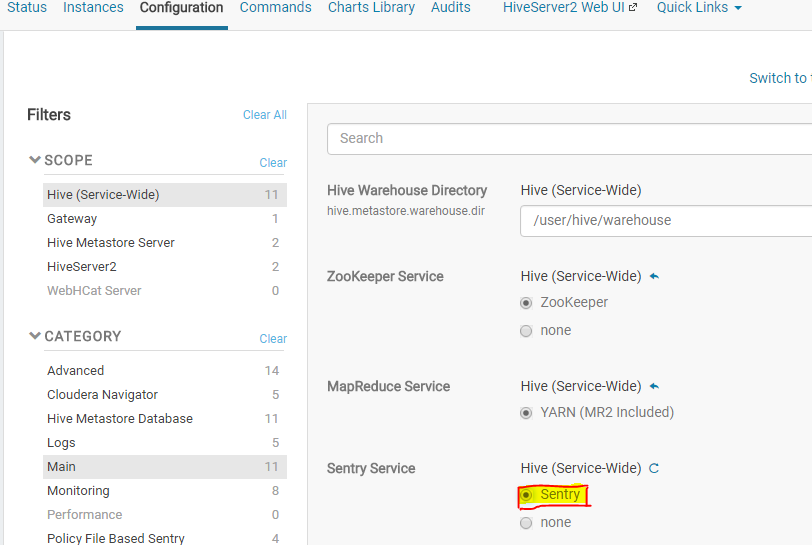 Status Instances Configuration Commands Charts Library Audits HiveServer2 Web UI Quick Links
Switch to
Filters Clear All
SCOPE Clear
Hive (Service-Wide) 11
Gateway 1
Hive Metastore Server 2
HiveServer2 2
WebHCat Server 0
CATEGORY Clear
Advanced 14
Cloudera Navigator 5
Hive Metastore Database 11
Logs 5
Main 11
Monitoring 8
Performance 0
Policy File Based Sentry 4
Search
Hive Warehouse Directory Hive (Service-Wide)
hive.metastore.warehouse.dir
/user/hive/warehouse
ZooKeeper Service Hive (Service-Wide)
ZooKeeper
none
MapReduce Service Hive (Service-Wide)
YARN (MR2 Included)
Sentry Service Hive (Service-Wide)
Sentry
none